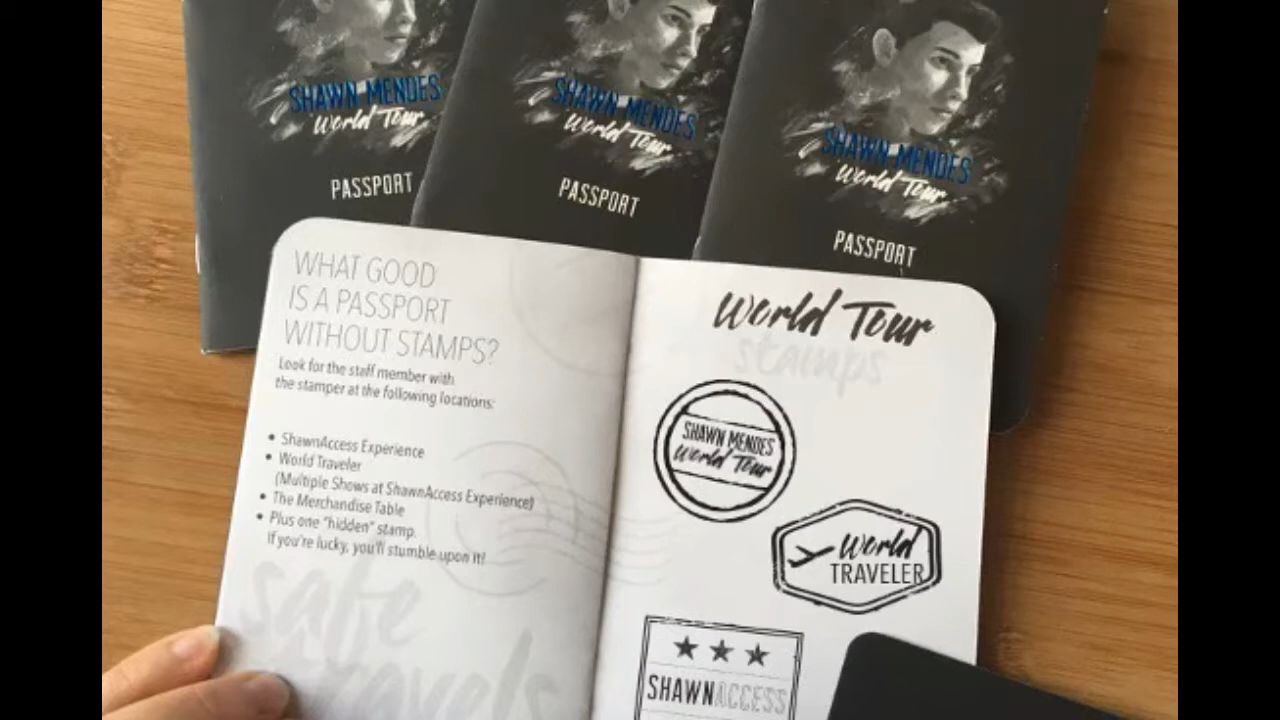 SHAWN MENDES
World Tour
PASSPORT
SHAWN MENDES
World Tour
PASSPORT
SHAWN MENDES
World Tour
PASSPORT
WHAT GOOD
IS A PASSPORT
WITHOUT STAMPS?
Look for the staff member with
the stamper at the following locations:
• ShawnAccess Experience
• World Traveler
(Multiple Shows at ShawnAccess Experience)
• The Merchandise Table
• Plus one "hidden" stamp.
If you're lucky, you'll stumble upon it!
safe
travels
World Tour
stamps
SHAWN MENDES
World Tour
World
TRAVELER
SHAWNACCESS